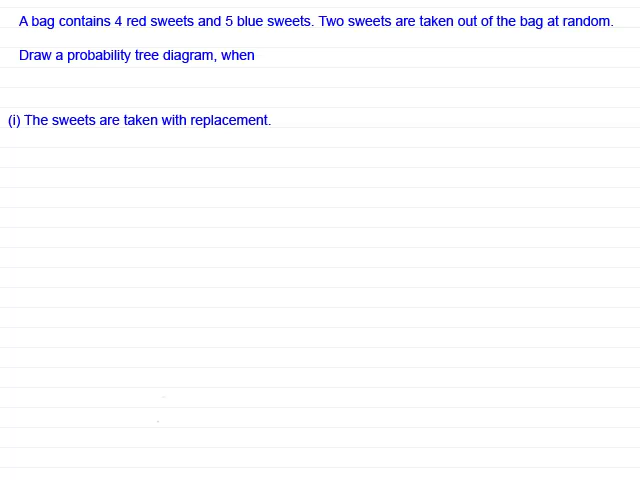 A bag contains 4 red sweets and 5 blue sweets. Two sweets are taken out of the bag at random.
Draw a probability tree diagram, when
(i) The sweets are taken with replacement.